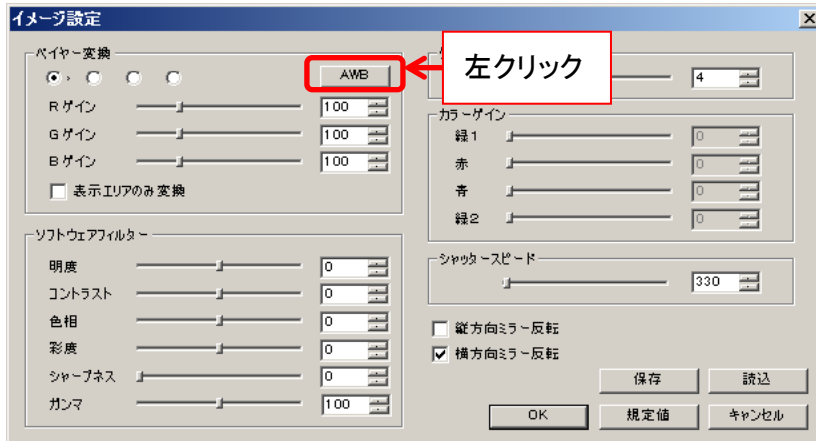 イメージ設定
ベイヤー変換
AWB
左クリック
Rゲイン 100
Gゲイン 100
Bゲイン 100
表示エリアのみ変換
4
カラーゲイン
緑1 0
赤 0
青 0
緑2 0
ソフトウェアフィルター
明度 0
コントラスト 0
色相 0
彩度 0
シャープネス 0
ガンマ 100
シャッタースピード
330
縦方向ミラー反転
横方向ミラー反転
保存 読込
OK 規定値 キャンセル